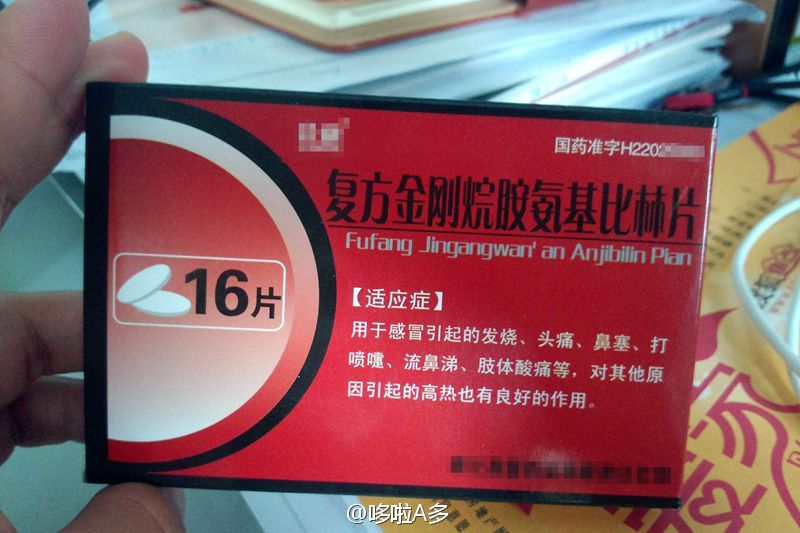 国药准字H2202
复方金刚烷胺氨基比林片
Fufang Jingangwan' an Anjibilin Pian
16片
【适应症】
用于感冒引起的发烧、头痛、鼻塞、打
喷嚏、流鼻涕、肢体酸痛等，对其他原
因引起的高热也有良好的作用。
@哆啦A多